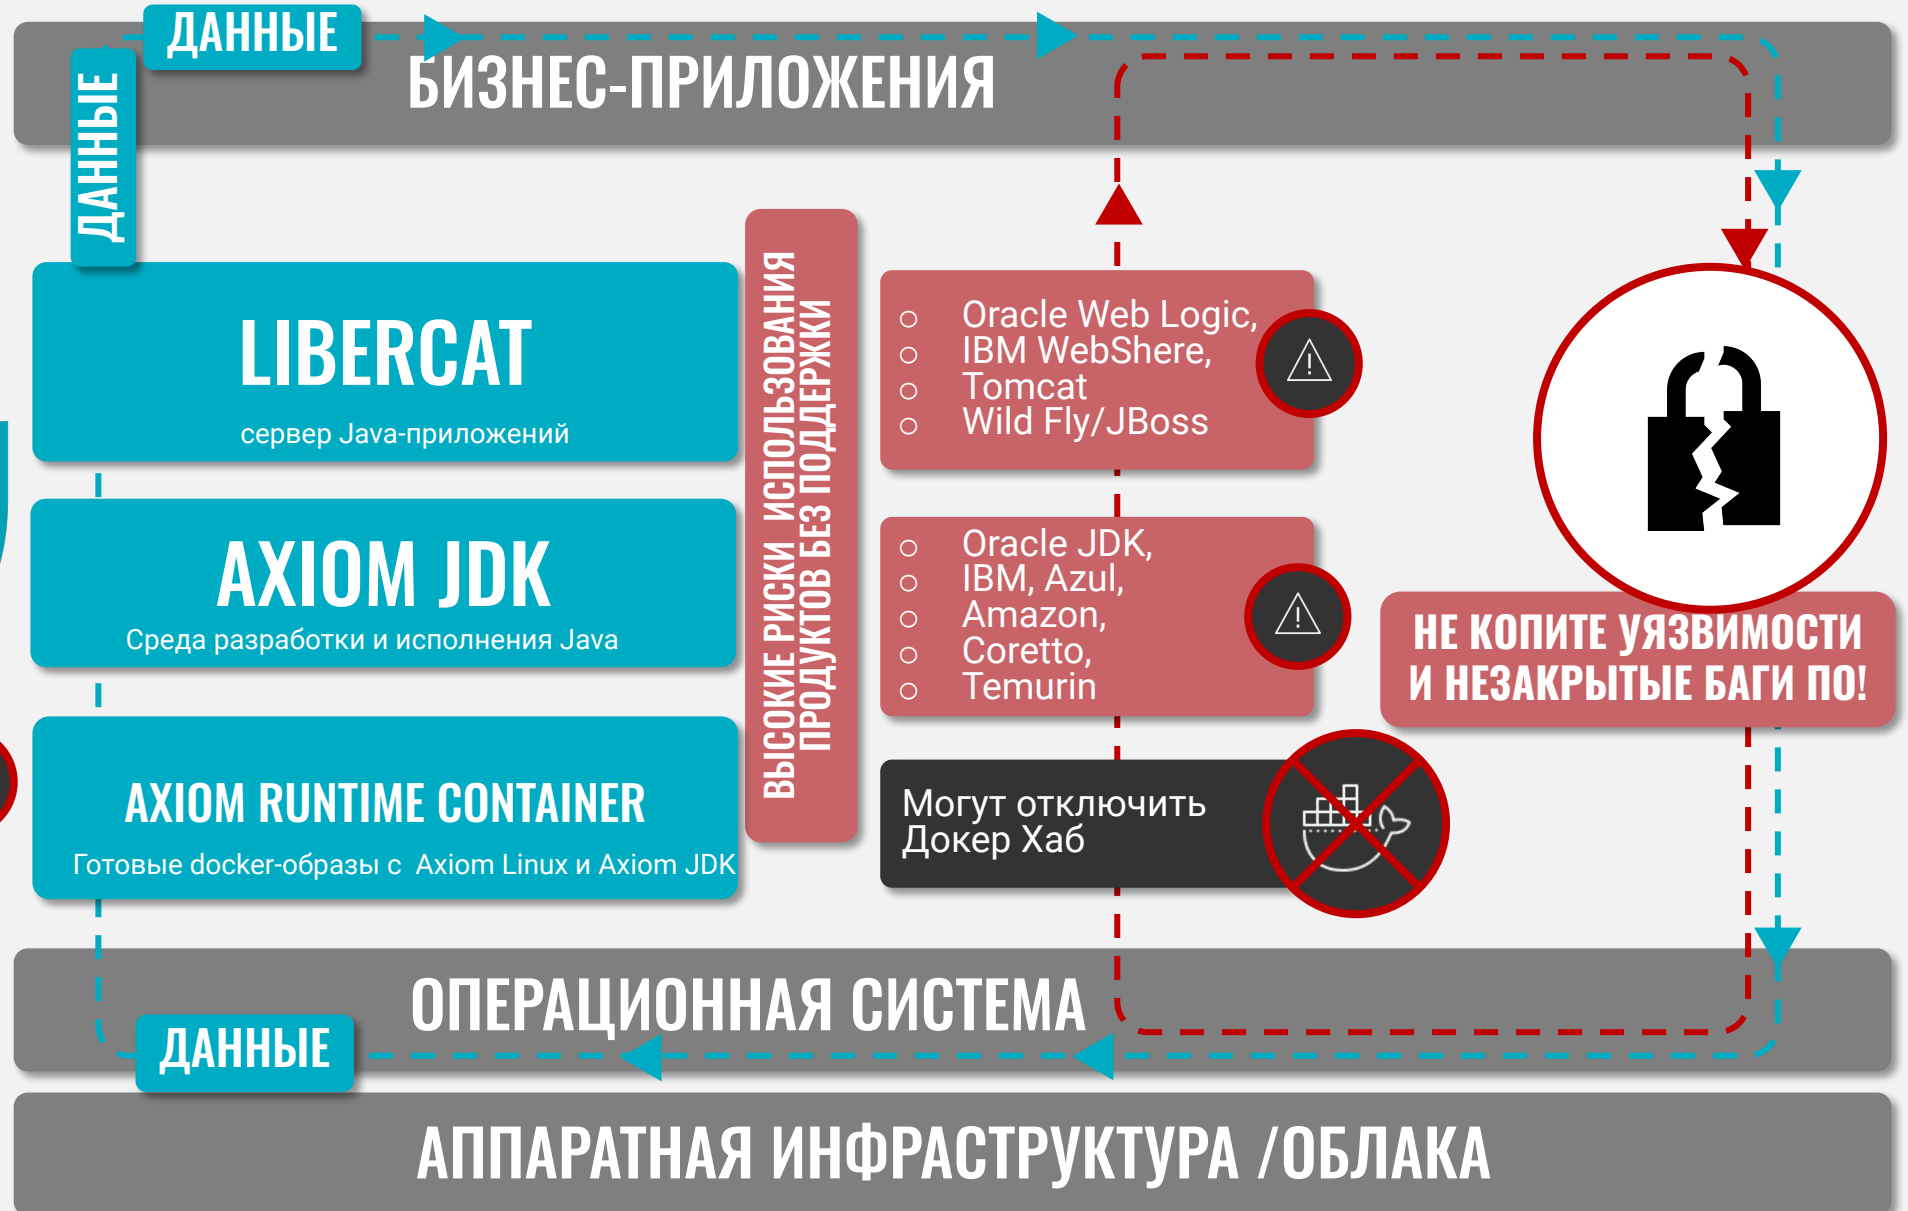 ДАННЫЕ
БИЗНЕС-ПРИЛОЖЕНИЯ
ДАННЫЕ
LIBERCAT
сервер Java-приложений
AXIOM JDK
Среда разработки и исполнения Java
AXIOM RUNTIME CONTAINER
Готовые docker-образы с Axiom Linux и Axiom JDK
ВЫСОКИЕ РИСКИ ИСПОЛЬЗОВАНИЯ
ПРОДУКТОВ БЕЗ ПОДДЕРЖКИ
Oracle Web Logic,
IBM WebShere,
Tomcat
Wild Fly/JBoss
Oracle JDK,
IBM, Azul,
Amazon,
Coretto,
Temurin
Могут отключить
Докер Хаб
НЕ КОПИТЕ УЯЗВИМОСТИ
И НЕЗАКРЫТЫЕ БАГИ ПО!
ОПЕРАЦИОННАЯ СИСТЕМА
ДАННЫЕ
АППАРАТНАЯ ИНФРАСТРУКТУРА /ОБЛАКА